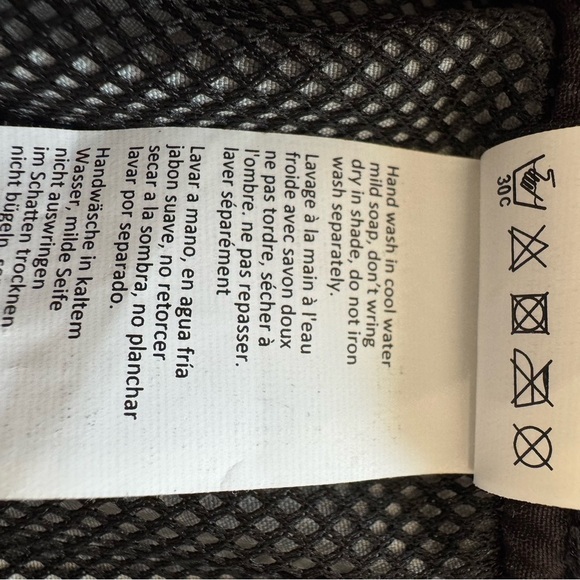 30C
Hand wash in cool water
mild soap, don't wring
dry in shade, do not iron
wash separately.
Lavage à la main à l'eau
froide avec savon doux
ne pas tordre, sécher à
l'ombre. ne pas repasser.
laver séparément
Lavar a mano, en agua fría
jabon suave, no retorcer
secar a la sombra, no planchar
lavar por separado.
Handwäsche in kaltem
Wasser, milde Seife
nicht auswringen
im Schatten trocknen
nicht bügeln